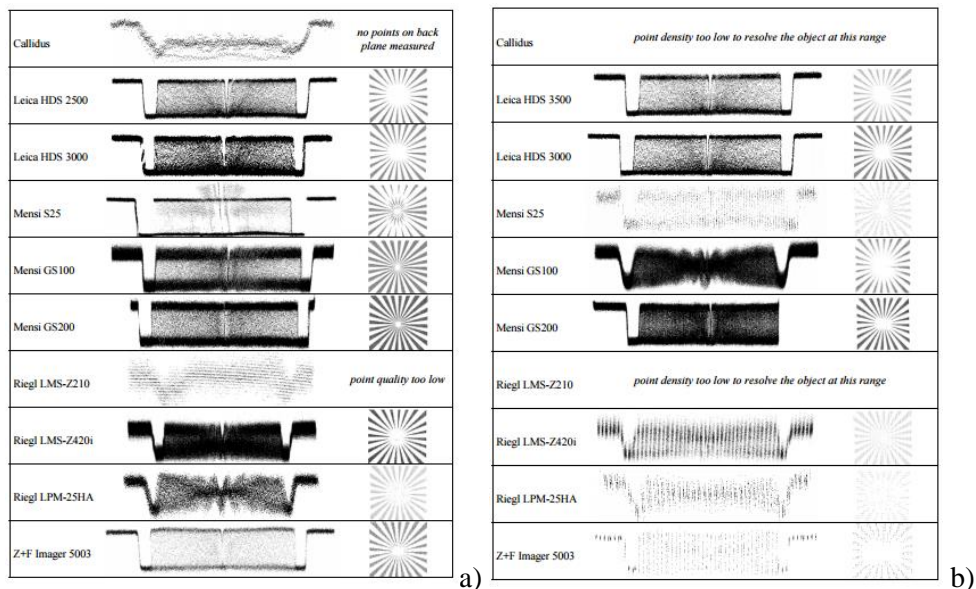 Callidus
no points on back
plane measured
Leica HDS 2500
Leica HDS 3000
Mensi S25
Mensi GS100
Mensi GS200
Riegl LMS-Z210
point quality too low
Riegl LMS-Z420i
Riegl LPM-25HA
Z+F Imager 5003
a)
Callidus
point density too low to resolve the object at this range
Leica HDS 3500
Leica HDS 3000
Mensi S25
Mensi GS100
Mensi GS200
Riegl LMS-Z210
point density too low to resolve the object at this range
Riegl LMS-Z420i
Riegl LPM-25HA
Z+F Imager 5003
b)